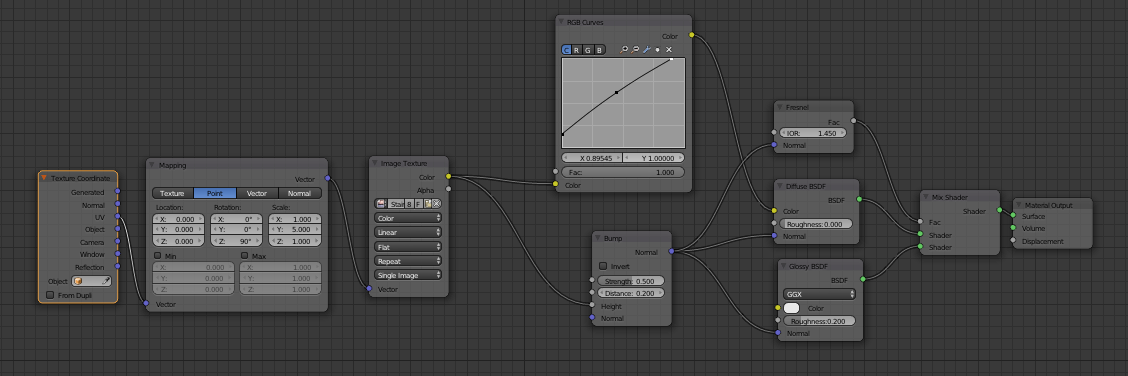 Texture Coordinate
Generated
Normal
UV
Object
Camera
Window
Reflection
Object:
From Dupli
Mapping
Vector
Texture Point Vector Normal
Location: Rotation: Scale:
X: 0.000 X: 0° X: 1.000
Y: 0.000 Y: 0° Y: 5.000
Z: 0.000 Z: 90° Z: 1.000
Min Max
X: 0.000 X: 1.000
Y: 0.000 Y: 1.000
Z: 0.000 Z: 1.000
Vector
Image Texture
Color
Alpha
8 F
Color
Linear
Flat
Repeat
Single Image
Vector
RGB Curves
Color
C R G B
X 0.89545 Y 1.00000
Fac: 1.000
Color
Bump
Normal
Invert
Strength: 0.500
Distance: 0.200
Height
Normal
Fresnel
Fac
IOR: 1.450
Normal
Diffuse BSDF
BSDF
Color
Roughness: 0.000
Normal
Glossy BSDF
BSDF
GGX
Color
Roughness: 0.200
Normal
Mix Shader
Shader
Fac
Shader
Shader
Material Output
Surface
Volume
Displacement